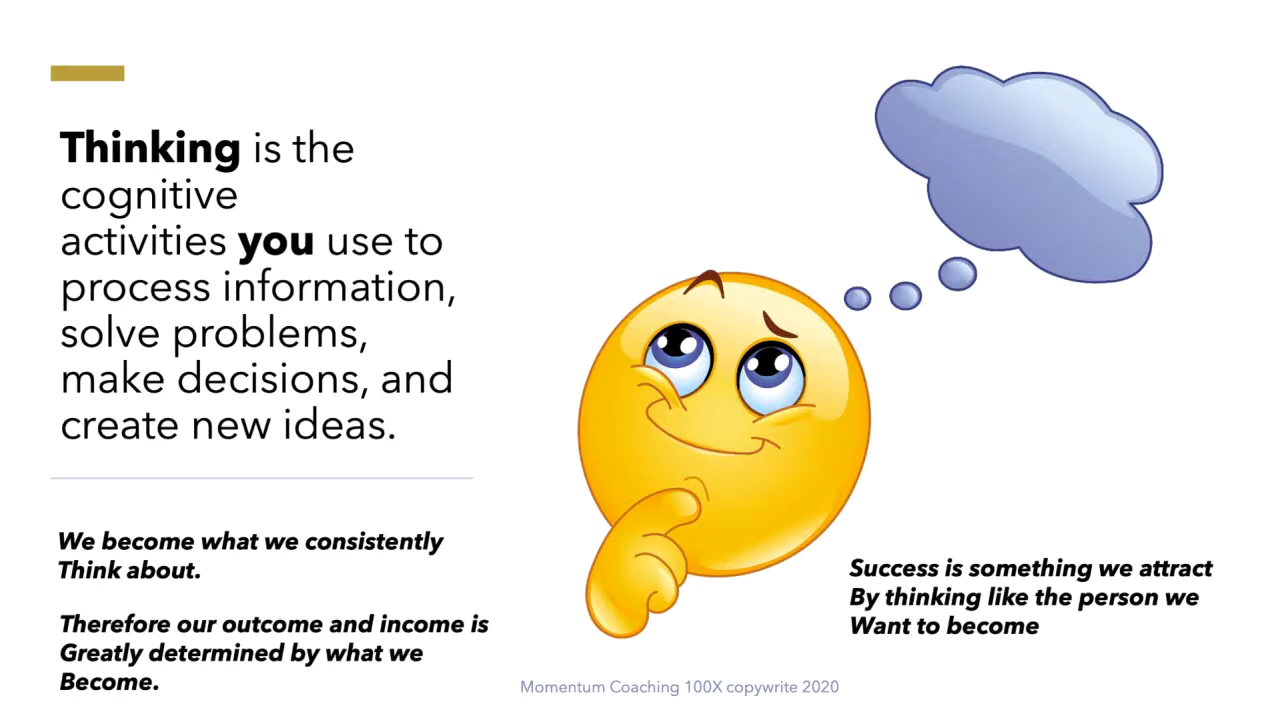 Thinking is the
cognitive
activities you use to
process information,
solve problems,
make decisions, and
create new ideas.
We become what we consistently
Think about.
Therefore our outcome and income is
Greatly determined by what we
Become.
Success is something we attract
By thinking like the person we
Want to become
Momentum Coaching 100X copywrite 2020